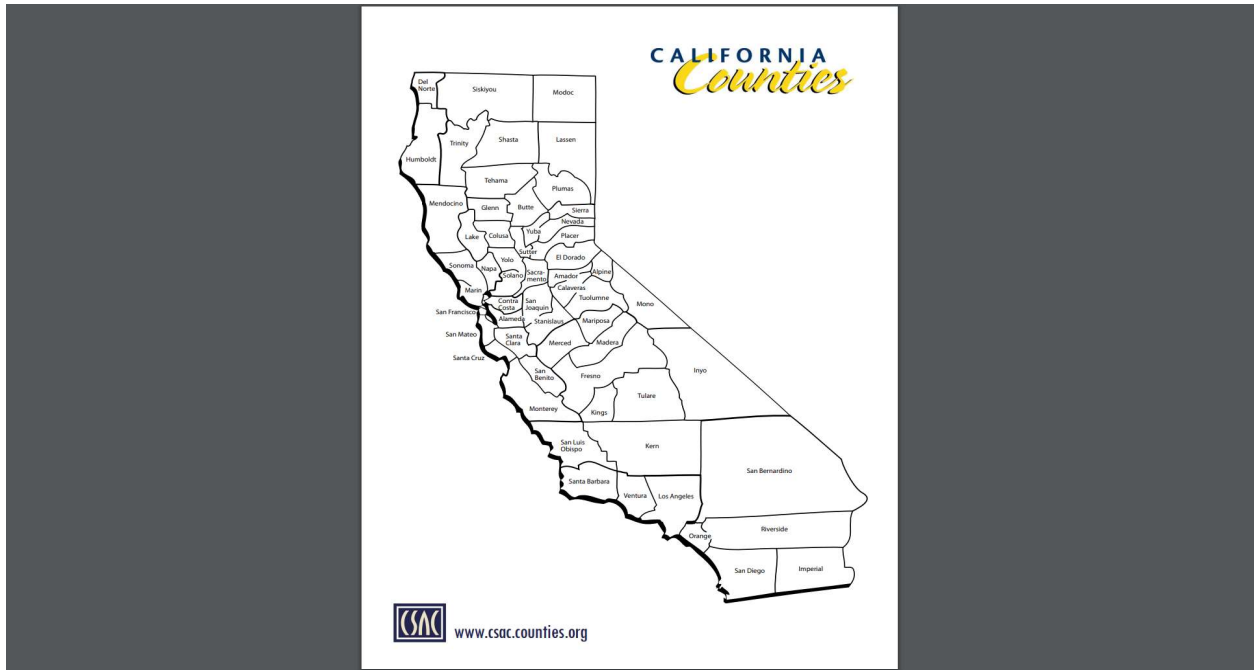 CALIFORNIA
Counties
Del
Norte
Siskiyou
Modoc
Trinity
Shasta
Lassen
Humboldt
Tehama
Plumas
Mendocino
Glenn
Butte
Sierra
Nevada
Lake
Colusa
Yuba
Placer
Sutter
Sonoma
Napa
Yolo
El Dorado
Solano
Sacra-
mento
Amador
Alpine
Marin
Calaveras
Contra
Costa
San
Joaquin
Tuolumne
Mono
San Francisco
Alameda
Stanislaus
Mariposa
San Mateo
Santa
Clara
Merced
Madera
Santa Cruz
San
Benito
Fresno
Inyo
Monterey
Kings
Tulare
San Luis
Obispo
Kern
San Bernardino
Santa Barbara
Ventura
Los Angeles
Orange
Riverside
San Diego
Imperial
CSAC
www.csac.counties.org